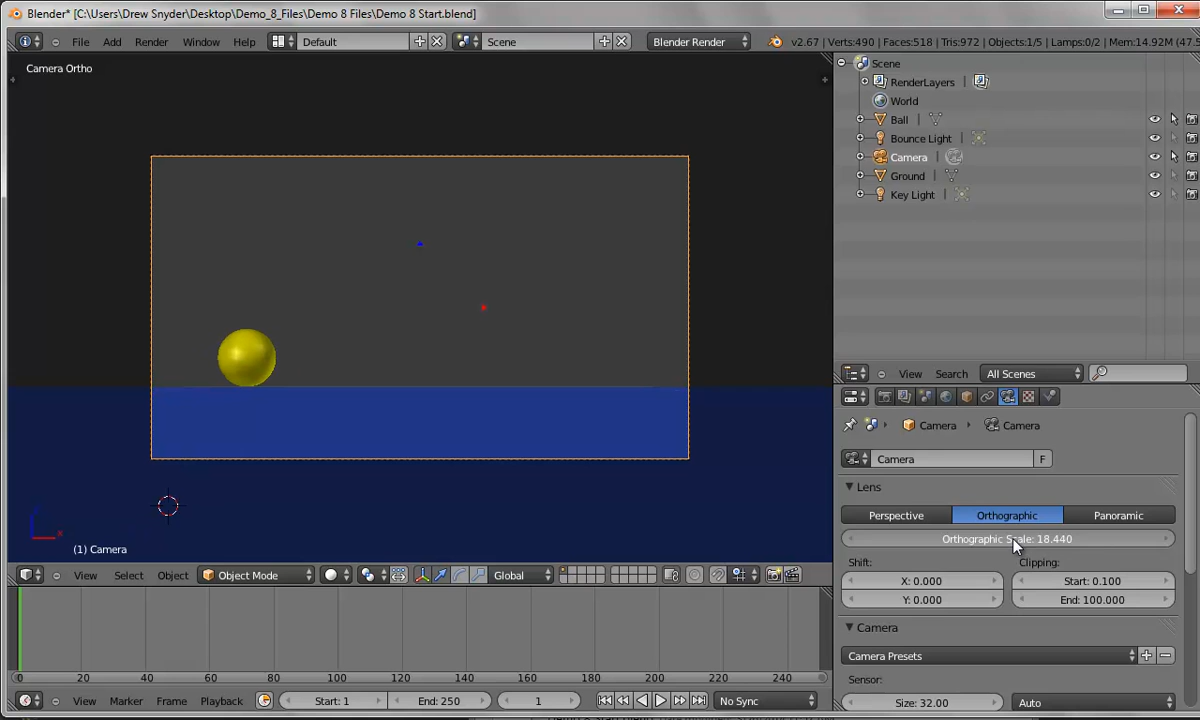 Blender* [C:\Users\Drew Snyder\Desktop\Demo_8_Files\Demo 8 Files\Demo 8 Start.blend]
File Add Render Window Help Default Scene Blender Render v2.67 | Verts:490 | Faces:518 | Tris:972 | Objects:1/5 | Lamps:0/2 | Mem:14.92M (47.5
Camera Ortho
Scene
RenderLayers
World
Ball
Bounce Light
Camera
Ground
Key Light
View Search All Scenes
Camera Camera
Camera F
Lens
Perspective Orthographic Panoramic
Orthographic Scale: 18.440
Shift: Clipping:
X: 0.000 Start: 0.100
Y: 0.000 End: 100.000
Camera
Camera Presets
Sensor:
Size: 32.00 Auto
x
(1) Camera
View Select Object Object Mode Global
0 20 40 60 80 100 120 140 160 180 200 220 240
View Marker Frame Playback Start: 1 End: 250 1 No Sync